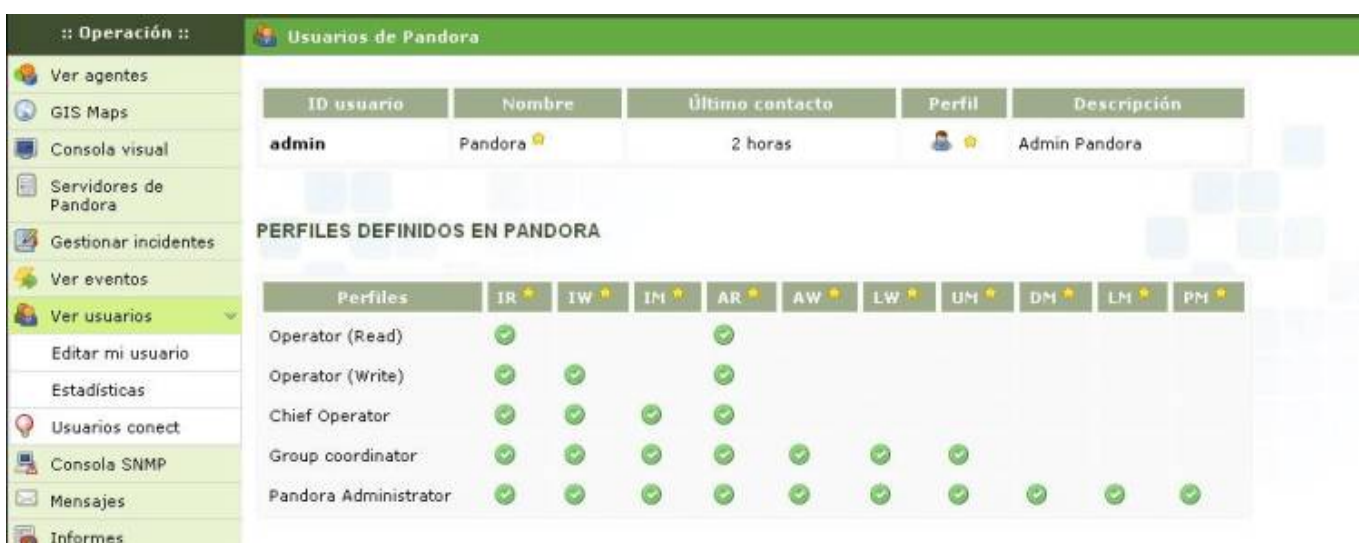 :: Operación ::
Usuarios de Pandora
Ver agentes
GIS Maps
Consola visual
Servidores de
Pandora
Gestionar incidentes
Ver eventos
Ver usuarios
Editar mi usuario
Estadísticas
Usuarios conect
Consola SNMP
Mensajes
Informes
ID usuario Nombre Último contacto Perfil Descripción
admin Pandora 2 horas Admin Pandora
PERFILES DEFINIDOS EN PANDORA
Perfiles IR IW IM AR AW LW UM DM LM PM
Operator (Read)
Operator (Write)
Chief Operator
Group coordinator
Pandora Administrator